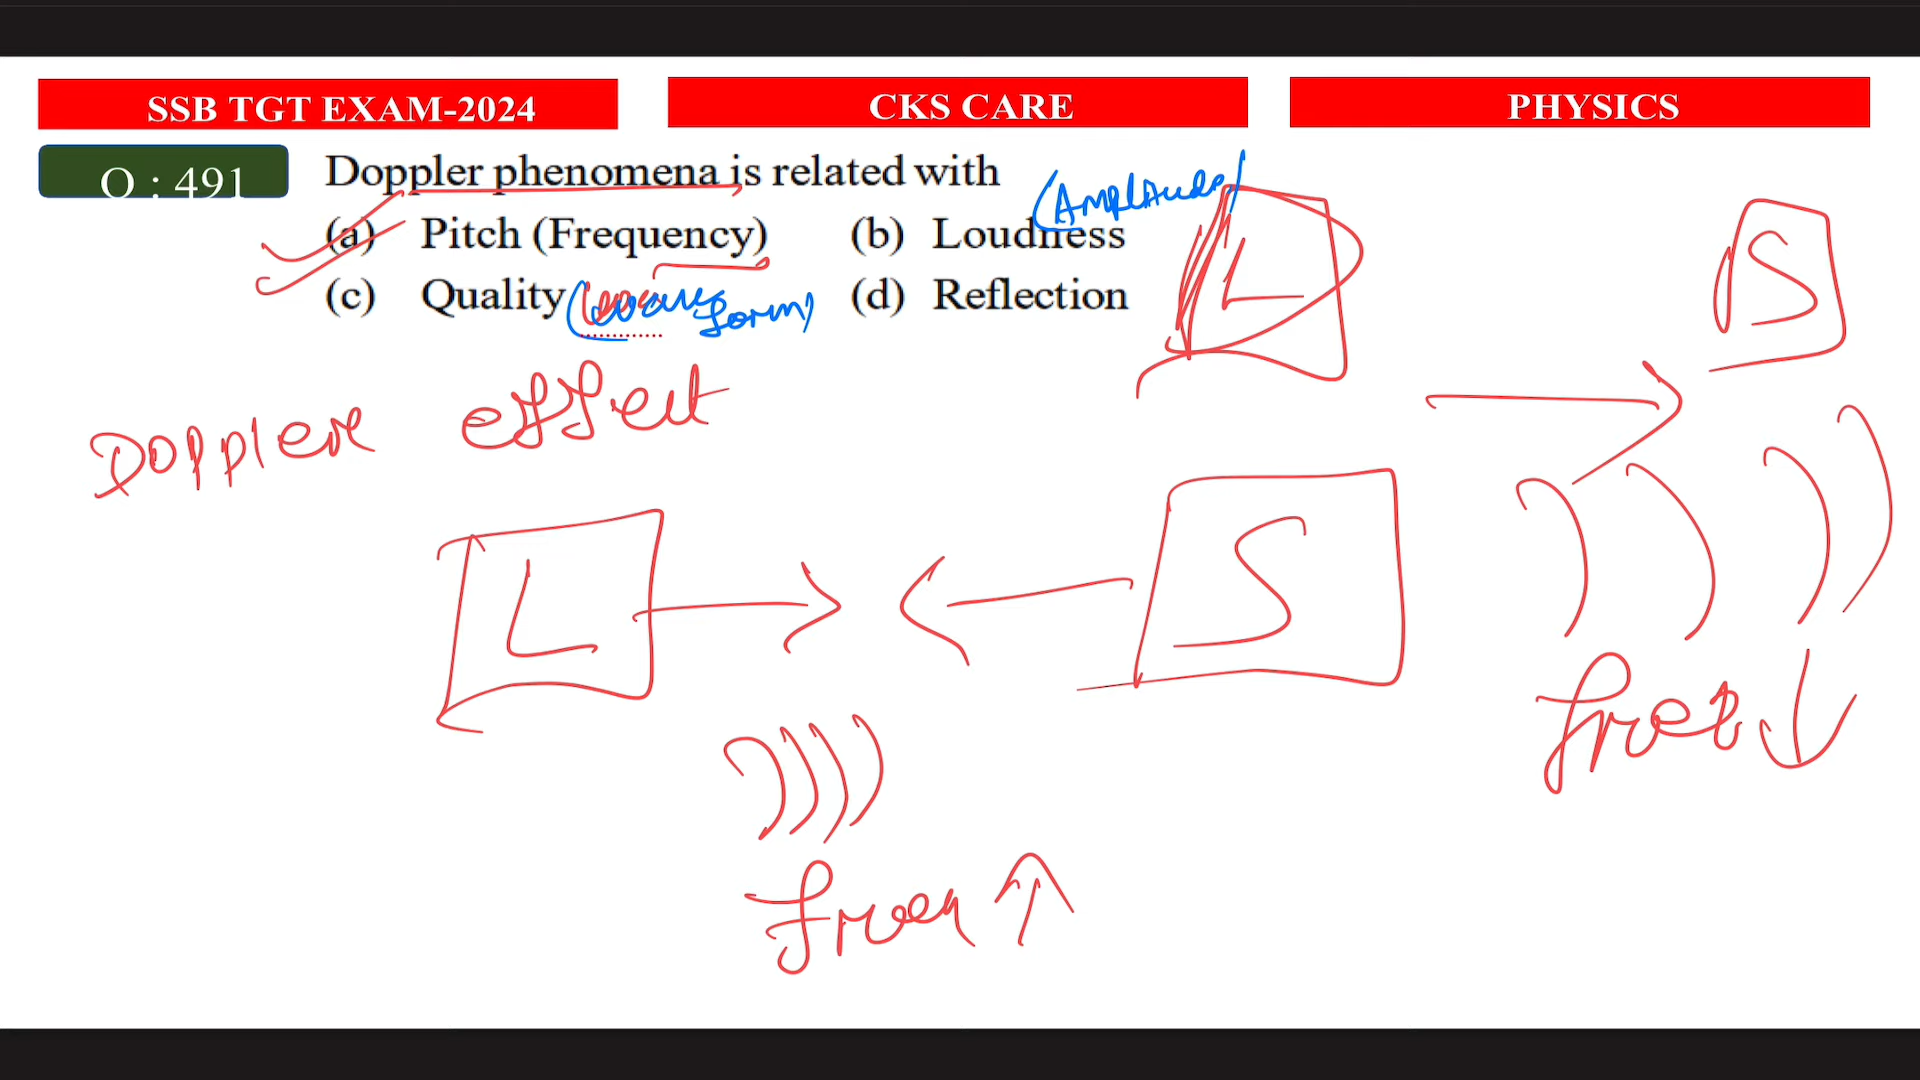 SSB TGT EXAM-2024
CKS CARE
PHYSICS
Q : 491
Doppler phenomena is related with
(a) Pitch (Frequency)
(b) Loudness
(Amplitude)
(c) Quality
(wave form)
(d) Reflection
L
S
Doppler effect
L
S
freq ↓
freq ↑